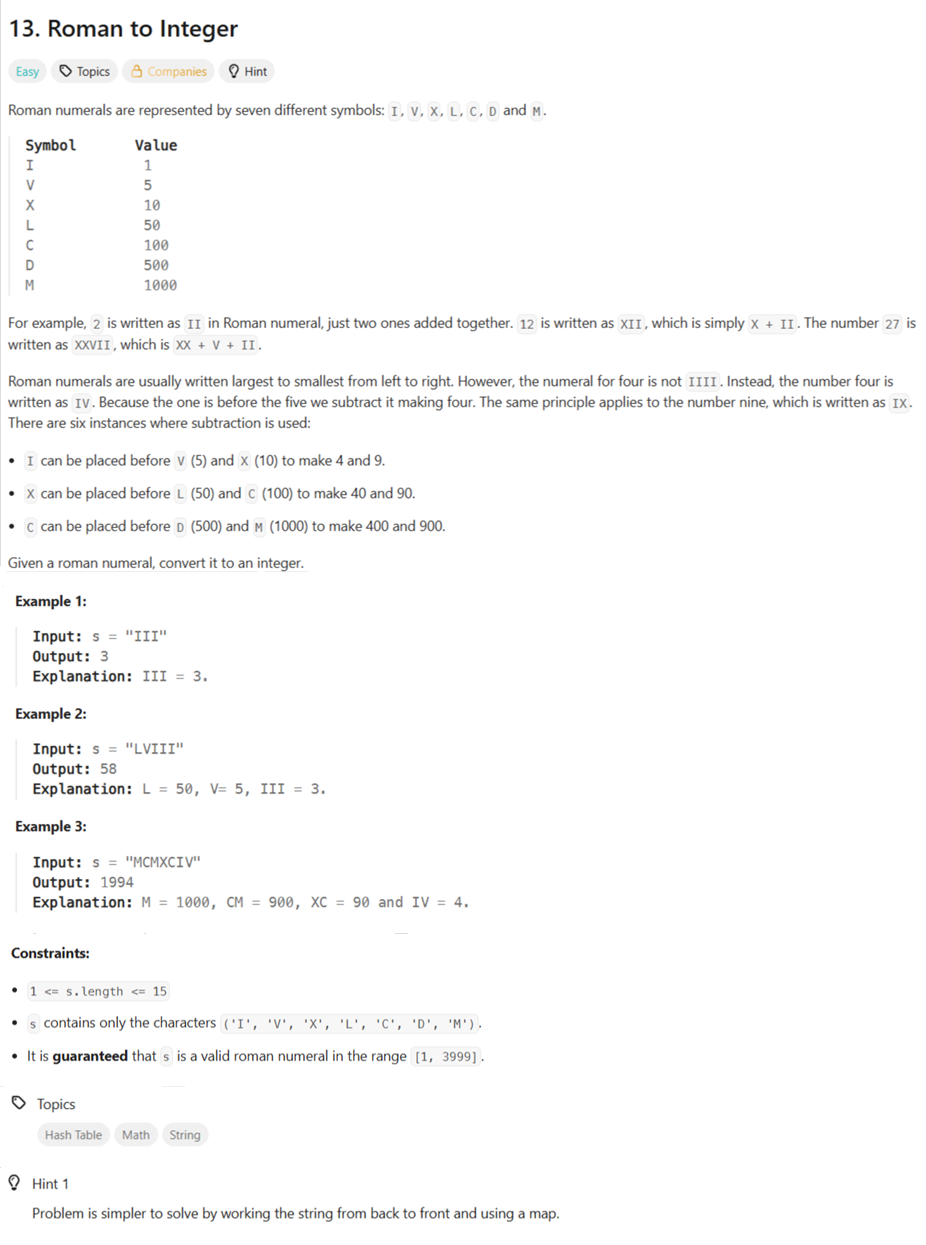 13. Roman to Integer
Easy Topics Companies Hint
Roman numerals are represented by seven different symbols: I, V, X, L, C, D and M.
Symbol Value
I 1
V 5
X 10
L 50
C 100
D 500
M 1000
For example, 2 is written as II in Roman numeral, just two ones added together. 12 is written as XII, which is simply X + II. The number 27 is
written as XXVII, which is XX + V + II.
Roman numerals are usually written largest to smallest from left to right. However, the numeral for four is not IIII. Instead, the number four is
written as IV. Because the one is before the five we subtract it making four. The same principle applies to the number nine, which is written as IX.
There are six instances where subtraction is used:
• I can be placed before V (5) and X (10) to make 4 and 9.
• X can be placed before L (50) and C (100) to make 40 and 90.
• C can be placed before D (500) and M (1000) to make 400 and 900.
Given a roman numeral, convert it to an integer.
Example 1:
Input: s = "III"
Output: 3
Explanation: III = 3.
Example 2:
Input: s = "LVIII"
Output: 58
Explanation: L = 50, V= 5, III = 3.
Example 3:
Input: s = "MCMXCIV"
Output: 1994
Explanation: M = 1000, CM = 900, XC = 90 and IV = 4.
Constraints:
• 1 <= s.length <= 15
• s contains only the characters ('I', 'V', 'X', 'L', 'C', 'D', 'M').
• It is guaranteed that s is a valid roman numeral in the range [1, 3999].
Topics
Hash Table Math String
Hint 1
Problem is simpler to solve by working the string from back to front and using a map.